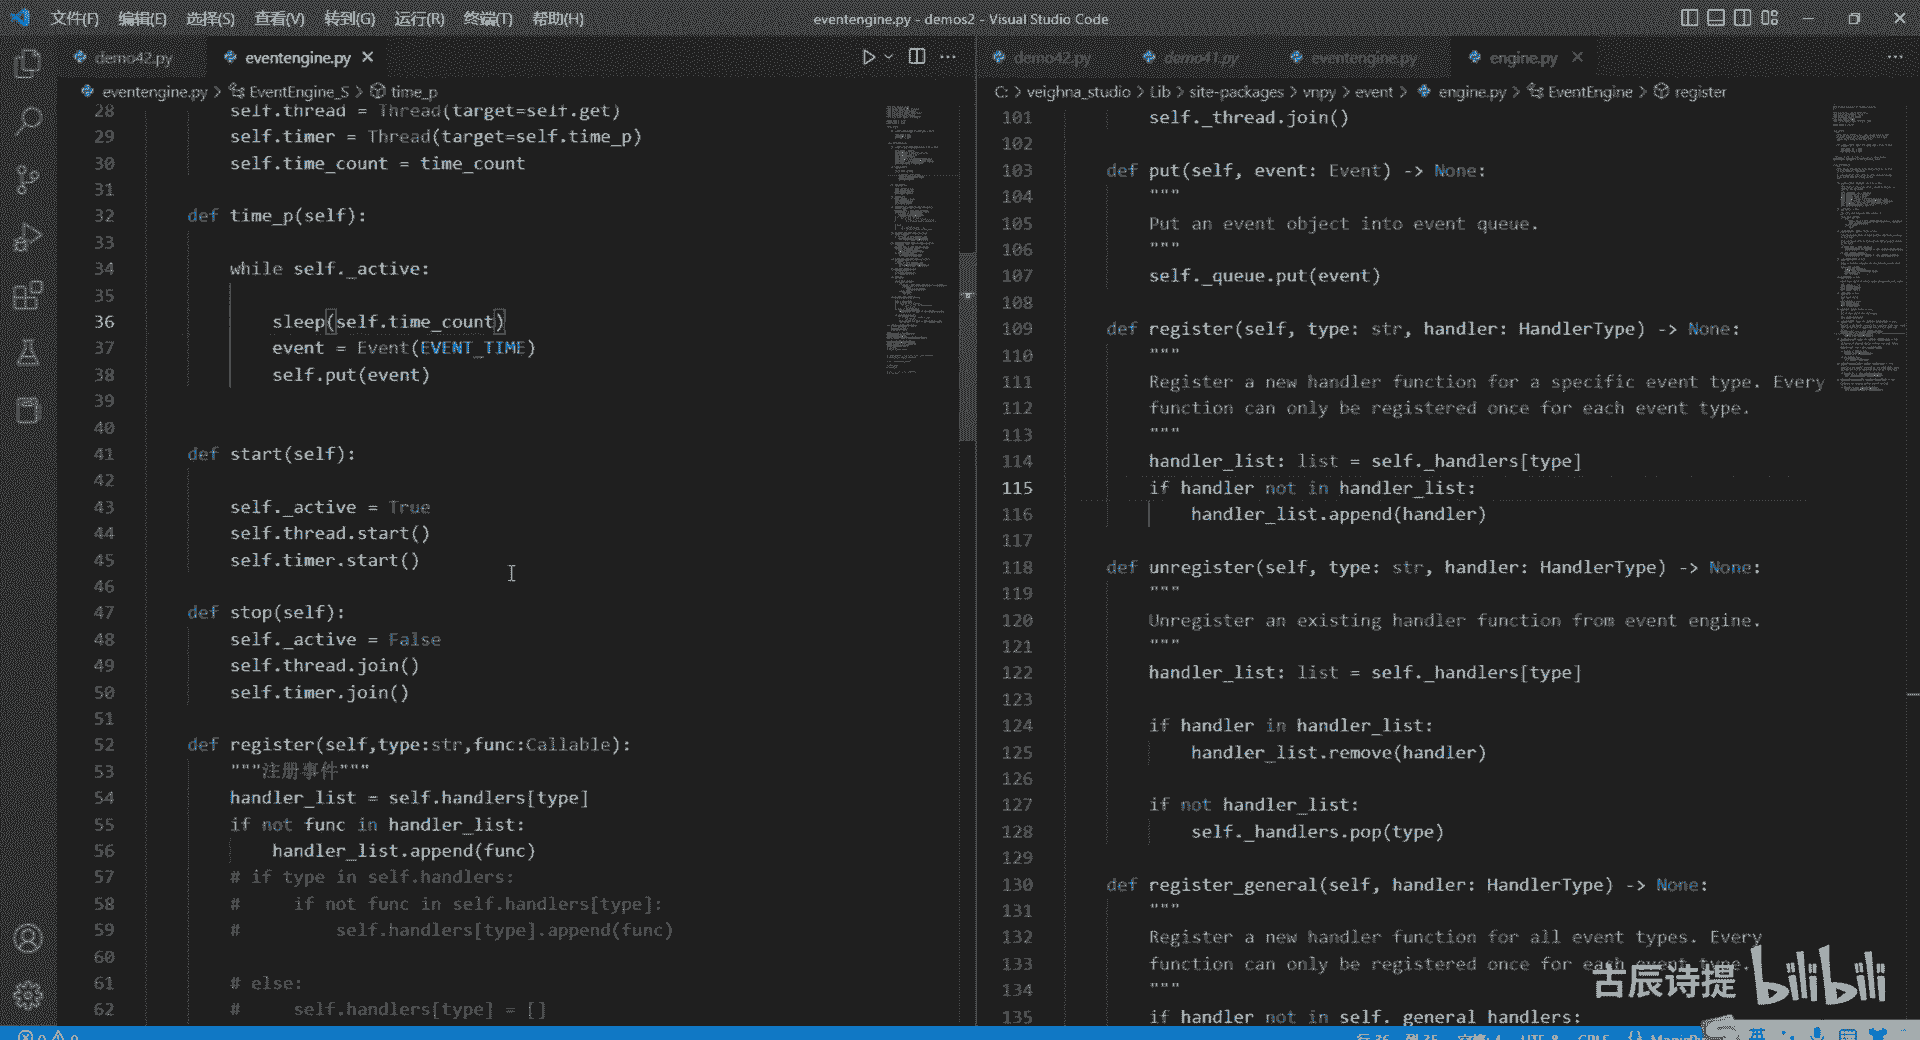 文件(F) 编辑(E) 选择(S) 查看(V) 转到(G) 运行(R) 终端(T) 帮助(H) eventengine.py - demos2 - Visual Studio Code
demo42.py eventengine.py
eventengine.py > EventEngine_S > time_p
28 self.thread = Thread(target=self.get)
29 self.timer = Thread(target=self.time_p)
30 self.time_count = time_count
31
32 def time_p(self):
33
34 while self._active:
35
36 sleep(self.time_count)
37 event = Event(EVENT_TIME)
38 self.put(event)
39
40
41 def start(self):
42
43 self._active = True
44 self.thread.start()
45 self.timer.start()
46
47 def stop(self):
48 self._active = False
49 self.thread.join()
50 self.timer.join()
51
52 def register(self,type:str,func:Callable):
53 """注册事件"""
54 handler_list = self.handlers[type]
55 if not func in handler_list:
56 handler_list.append(func)
57 # if type in self.handlers:
58 # if not func in self.handlers[type]:
59 # self.handlers[type].append(func)
60
61 # else:
62 # self.handlers[type] = []
demo42.py demo41.py eventengine.py engine.py
C: > veighna_studio > Lib > site-packages > vnpy > event > engine.py > EventEngine > register
101 self._thread.join()
102
103 def put(self, event: Event) -> None:
104 """
105 Put an event object into event queue.
106 """
107 self._queue.put(event)
108
109 def register(self, type: str, handler: HandlerType) -> None:
110 """
111 Register a new handler function for a specific event type. Every
112 function can only be registered once for each event type.
113 """
114 handler_list: list = self._handlers[type]
115 if handler not in handler_list:
116 handler_list.append(handler)
117
118 def unregister(self, type: str, handler: HandlerType) -> None:
119 """
120 Unregister an existing handler function from event engine.
121 """
122 handler_list: list = self._handlers[type]
123
124 if handler in handler_list:
125 handler_list.remove(handler)
126
127 if not handler_list:
128 self._handlers.pop(type)
129
130 def register_general(self, handler: HandlerType) -> None:
131 """
132 Register a new handler function for all event types. Every
133 function can only be registered once for each event type.
134 """
135 if handler not in self._general_handlers:
古辰诗提 bilibili